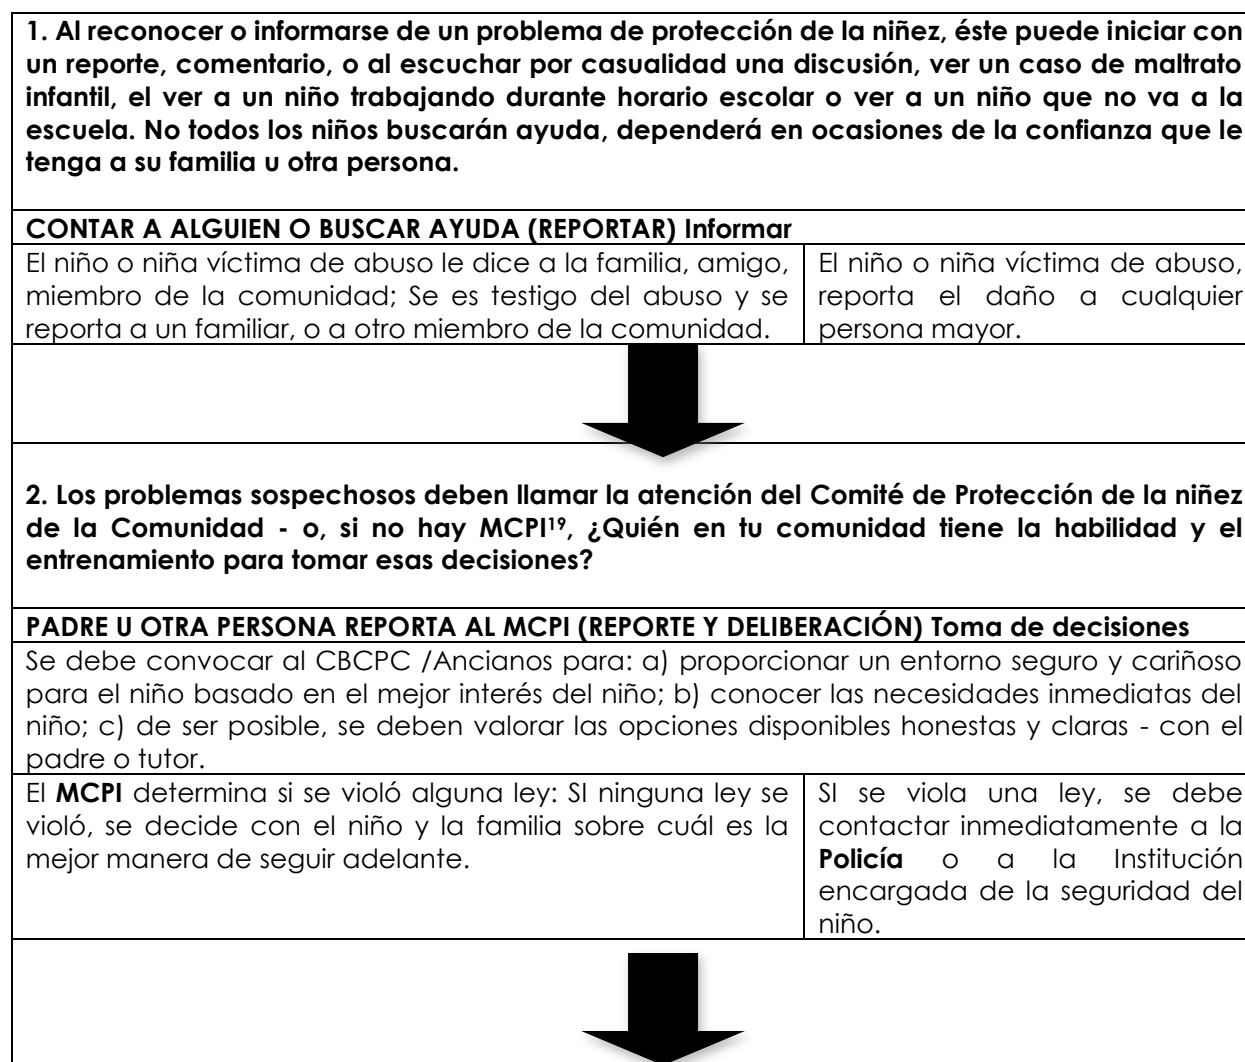 1. Al reconocer o informarse de un problema de protección de la niñez, éste puede iniciar con
un reporte, comentario, o al escuchar por casualidad una discusión, ver un caso de maltrato
infantil, el ver a un niño trabajando durante horario escolar o ver a un niño que no va a la
escuela. No todos los niños buscarán ayuda, dependerá en ocasiones de la confianza que le
tenga a su familia u otra persona.
CONTAR A ALGUIEN O BUSCAR AYUDA (REPORTAR) Informar
El niño o niña víctima de abuso le dice a la familia, amigo,
miembro de la comunidad; Se es testigo del abuso y se
reporta a un familiar, o a otro miembro de la comunidad.
El niño o niña víctima de abuso,
reporta el daño a cualquier
persona mayor.
2. Los problemas sospechosos deben llamar la atención del Comité de Protección de la niñez
de la Comunidad - o, si no hay MCPI¹⁹, ¿Quién en tu comunidad tiene la habilidad y el
entrenamiento para tomar esas decisiones?
PADRE U OTRA PERSONA REPORTA AL MCPI (REPORTE Y DELIBERACIÓN) Toma de decisiones
Se debe convocar al CBCPC /Ancianos para: a) proporcionar un entorno seguro y cariñoso
para el niño basado en el mejor interés del niño; b) conocer las necesidades inmediatas del
niño; c) de ser posible, se deben valorar las opciones disponibles honestas y claras - con el
padre o tutor.
El MCPI determina si se violó alguna ley: SI ninguna ley se
violó, se decide con el niño y la familia sobre cuál es la
mejor manera de seguir adelante.
SI se viola una ley, se debe
contactar inmediatamente a la
Policía o a la Institución
encargada de la seguridad del
niño.